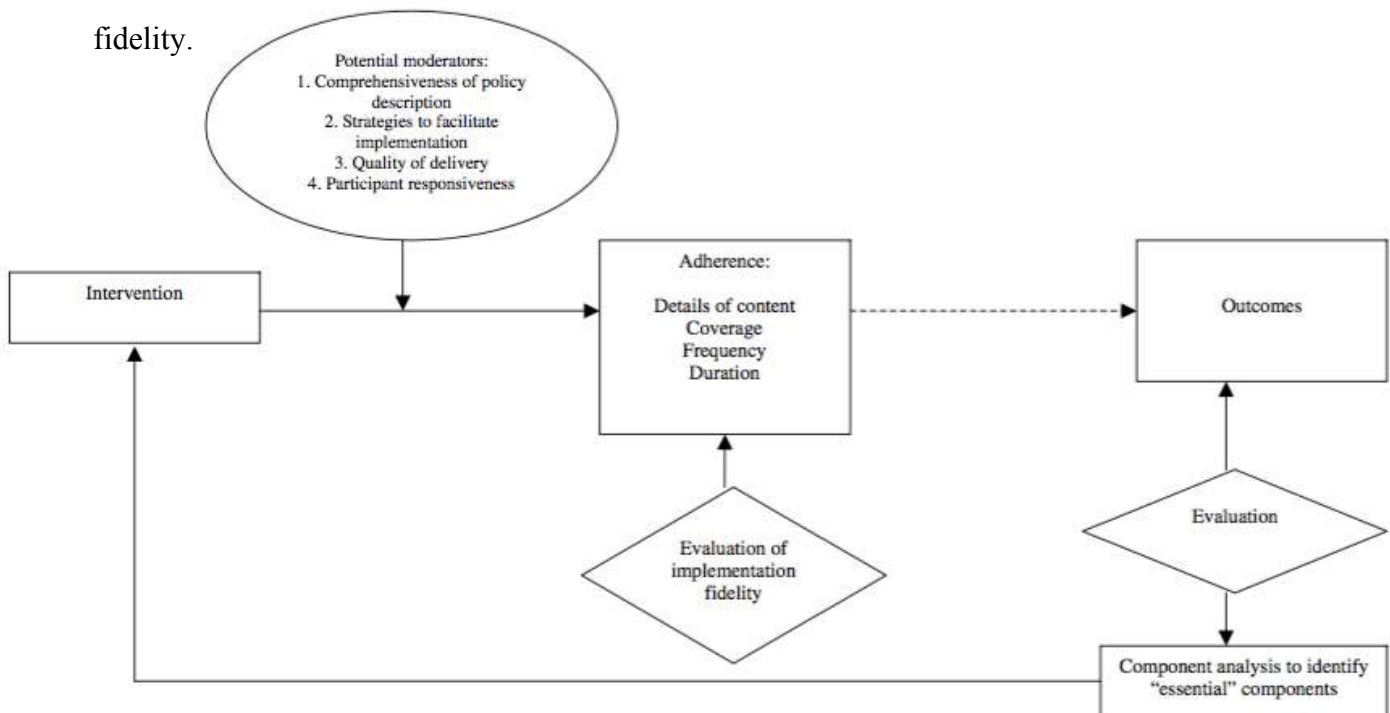 fidelity.
Potential moderators:
1. Comprehensiveness of policy
description
2. Strategies to facilitate
implementation
3. Quality of delivery
4. Participant responsiveness
Intervention
Adherence:
Details of content
Coverage
Frequency
Duration
Outcomes
Evaluation of
implementation
fidelity
Evaluation
Component analysis to identify
“essential” components